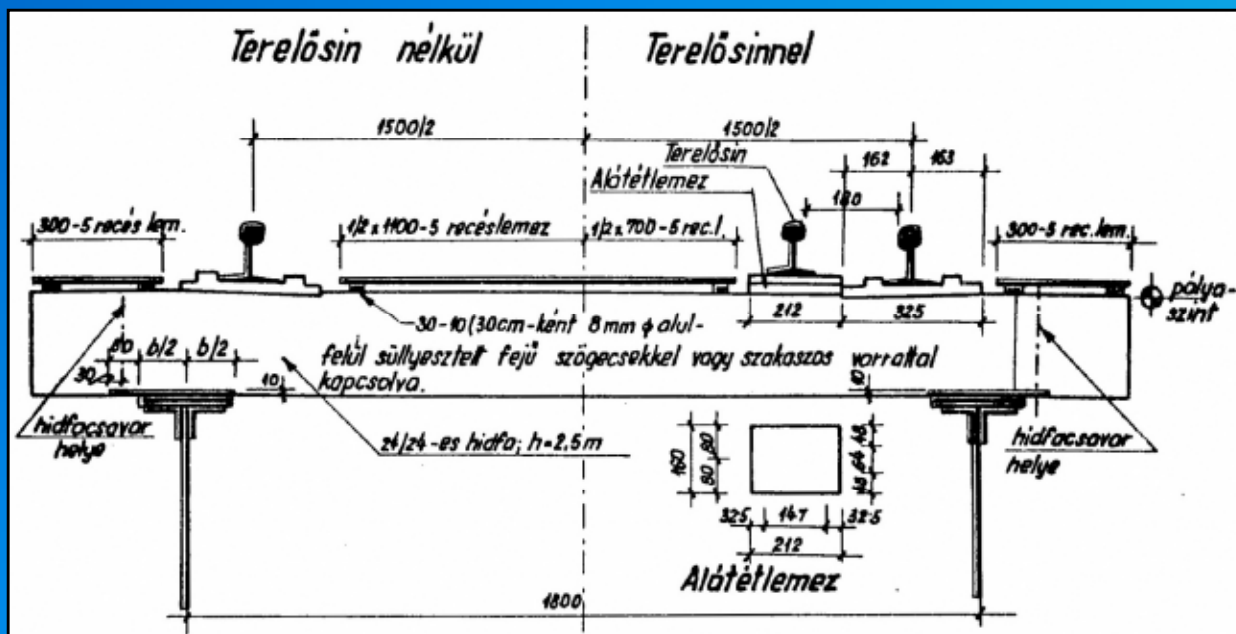 Terelősin nélkül
Terelősinnel
1500/2
1500/2
Terelősin
162
163
Alátétlemez
180
300-5 recés lem.
1/2 x 1100-5 recéslemez
1/2 x 700-5 rec.l.
300-5 rec.lem.
pálya-
szint
30-10 (30cm-ként 8mm ϕ alul-
felül süllyesztett fejű szögecsekkel vagy szakaszos varrattal
kapcsolva.
212
325
b/2
b/2
30
10
10
hídfacsavar
helye
24/24-es hídfa; h=2,5m
hídfacsavar
helye
160
80
80
48
64
48
32.5
147
32.5
212
Alátétlemez
1800